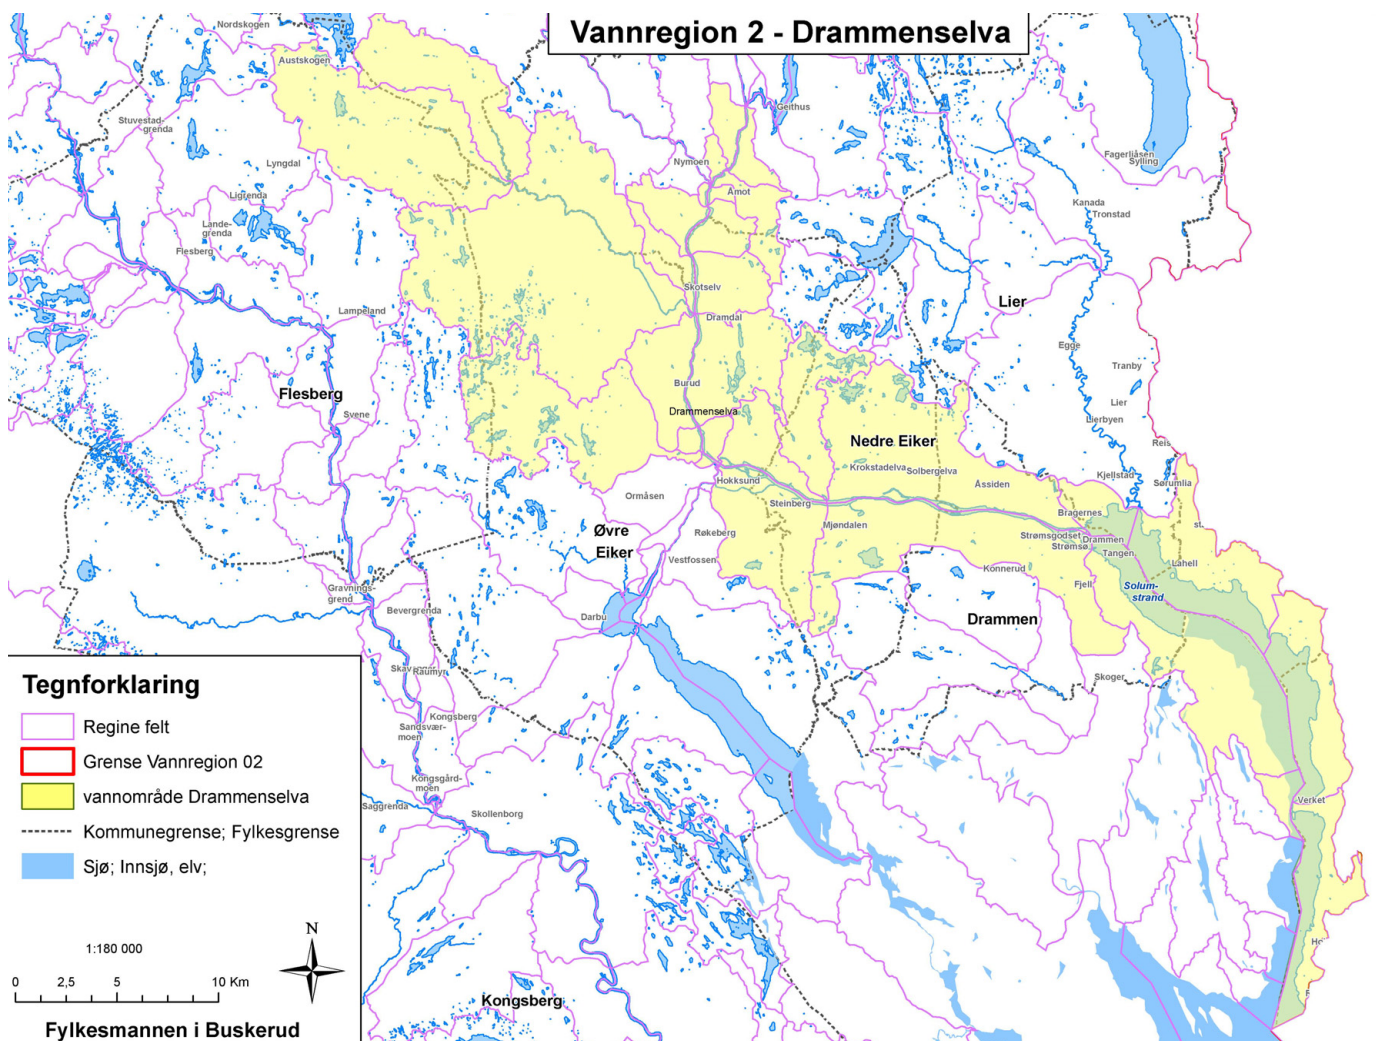 Vannregion 2 - Drammenselva
Nordskogen
Austskogen
Stuvestad-
grenda
Lyngdal
Ligrenda
Lande-
grenda
Flesberg
Lampeland
Flesberg
Svene
Geithus
Nymoen
Åmot
Skotselv
Dramdal
Burud
Drammenselva
Fagerliåsen
Sylling
Kanada
Tronstad
Lier
Egge
Tranby
Lier
Lierbyen
Reis
Kjellstad
Sørumlia
Nedre Eiker
Krokstadelva
Solbergelva
Åssiden
Hokksund
Steinberg
Mjøndalen
Ormåsen
Øvre
Eiker
Røkeberg
Vestfossen
Darbu
Bragernes
st.
Strømsgodset
Drammen
Strømsø
Tangen
Lahell
Konnerud
Fjell
Solum-
strand
Drammen
Skoger
Verket
Gravnings-
grend
Bevergrenda
Raumyr
Kongsberg
Sandsvær-
moen
Kongsgård-
moen
Saggrenda
Skollenborg
Kongsberg
Tegnforklaring
Regine felt
Grense Vannregion 02
vannområde Drammenselva
Kommunegrense; Fylkesgrense
Sjø; Innsjø, elv;
N
1:180 000
0 2,5 5 10 Km
Fylkesmannen i Buskerud